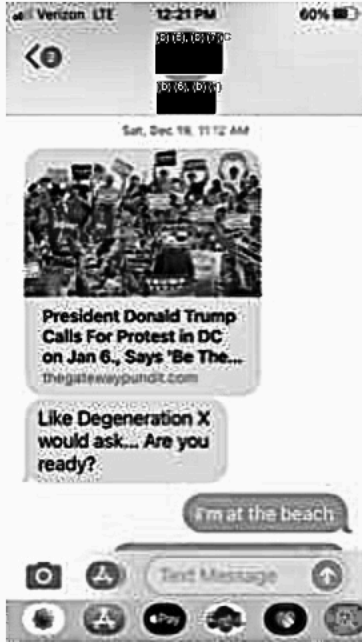 Verizon LTE 12:21 PM 60%
2
(b) (6), (b) (7)(C
(b) (6), (b) (7)
Sat, Dec 19, 11:12 AM
President Donald Trump
Calls For Protest in DC
on Jan 6., Says 'Be The...
thegatewaypundit.com
Like Degeneration X
would ask... Are you
ready?
I'm at the beach
Text Message
Pay